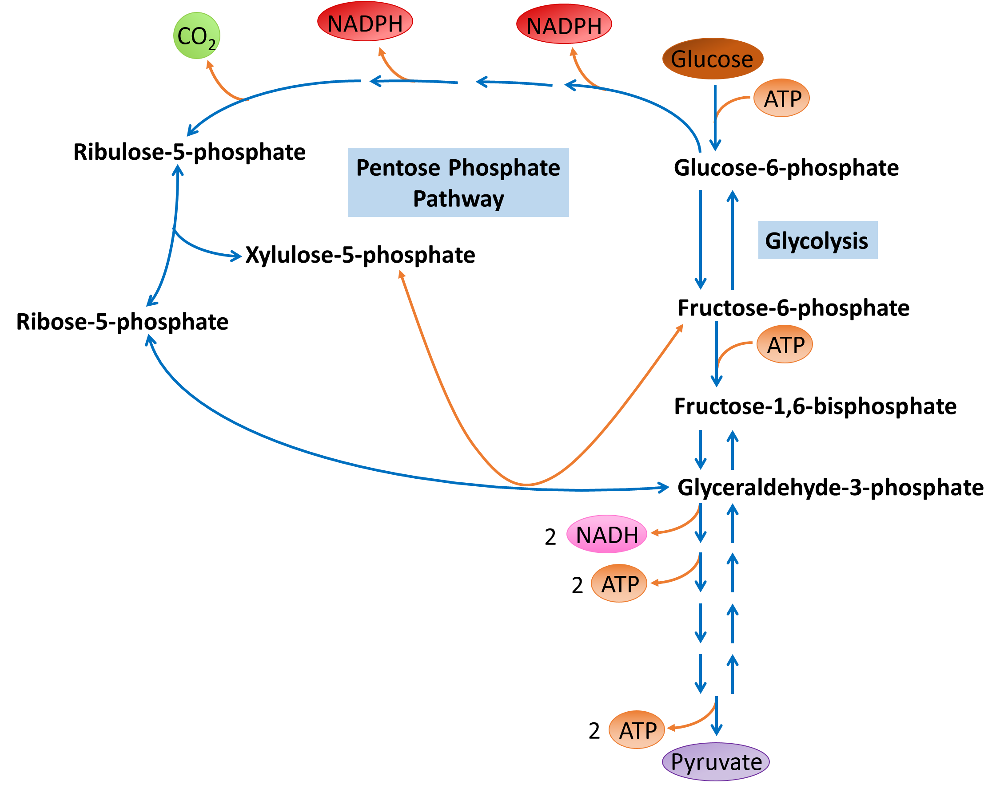 CO₂
NADPH
NADPH
Glucose
ATP
Ribulose-5-phosphate
Pentose Phosphate
Pathway
Glucose-6-phosphate
Glycolysis
Xylulose-5-phosphate
Ribose-5-phosphate
Fructose-6-phosphate
ATP
Fructose-1,6-bisphosphate
Glyceraldehyde-3-phosphate
2 NADH
2 ATP
2 ATP
Pyruvate